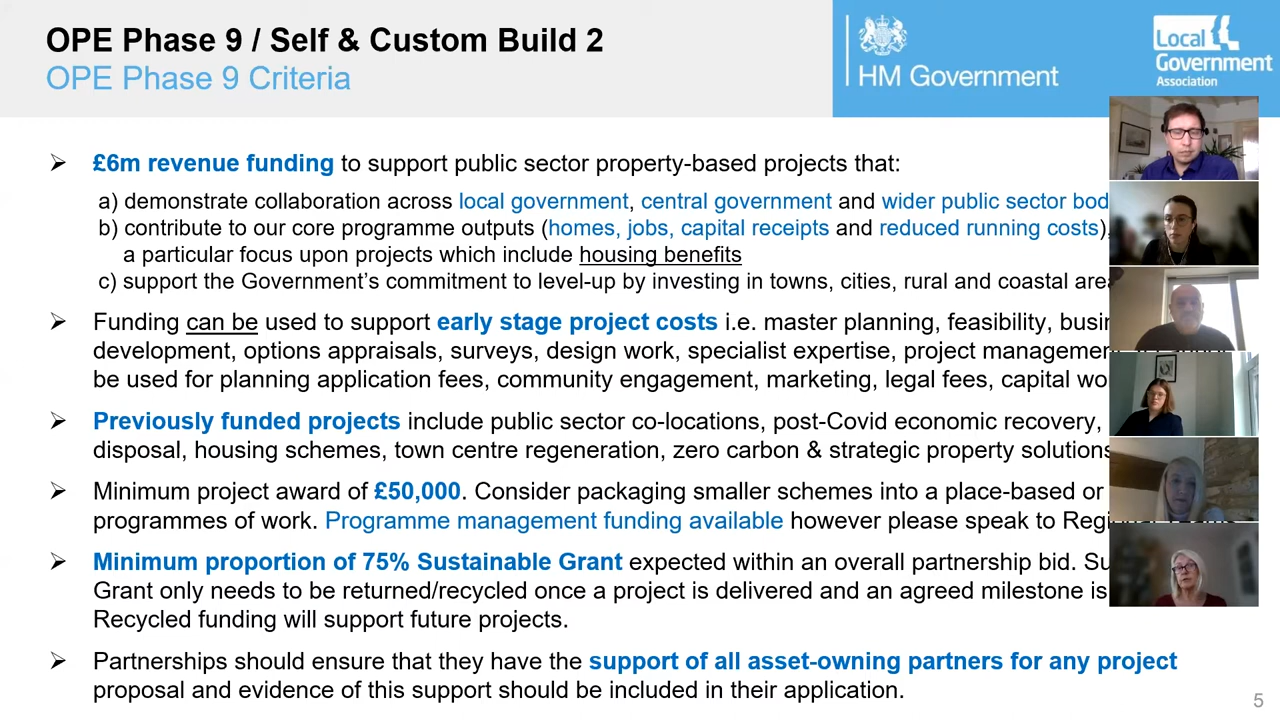 OPE Phase 9 / Self & Custom Build 2
OPE Phase 9 Criteria
HM Government
Local
Government
Association
➢ £6m revenue funding to support public sector property-based projects that:
a) demonstrate collaboration across local government, central government and wider public sector
b) contribute to our core programme outputs (homes, jobs, capital receipts and reduced running costs),
a particular focus upon projects which include housing benefits
c) support the Government's commitment to level-up by investing in towns, cities, rural and coastal
➢ Funding can be used to support early stage project costs i.e. master planning, feasibility,
development, options appraisals, surveys, design work, specialist expertise, project
be used for planning application fees, community engagement, marketing, legal fees, capital
➢ Previously funded projects include public sector co-locations, post-Covid economic recovery,
disposal, housing schemes, town centre regeneration, zero carbon & strategic property solutions
➢ Minimum project award of £50,000. Consider packaging smaller schemes into a place-based or
programmes of work. Programme management funding available however please speak to
➢ Minimum proportion of 75% Sustainable Grant expected within an overall partnership bid.
Grant only needs to be returned/recycled once a project is delivered and an agreed milestone is
Recycled funding will support future projects.
➢ Partnerships should ensure that they have the support of all asset-owning partners for any project
proposal and evidence of this support should be included in their application.
5